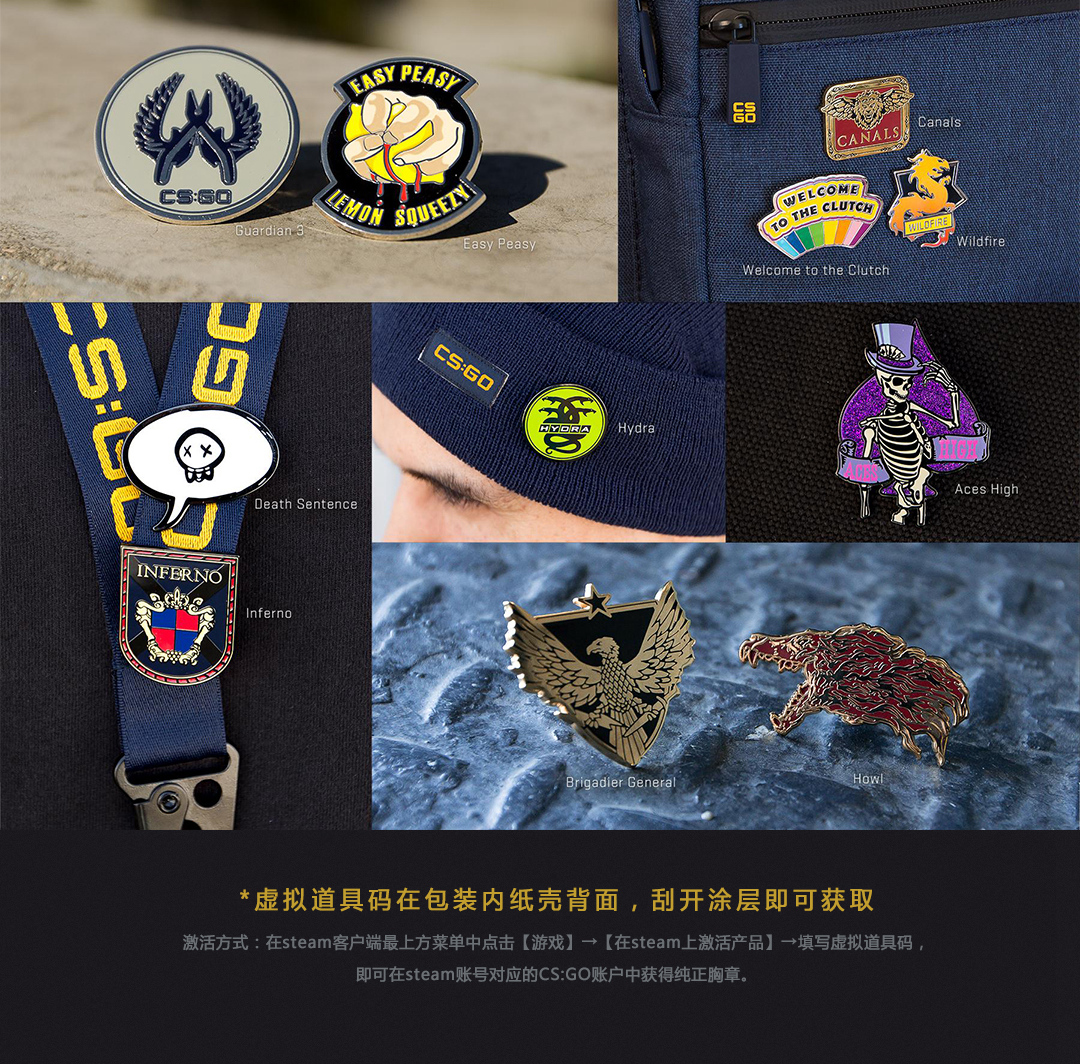 EASY PEASY
LEMON SQUEEZY
CS:GO
Guardian 3
Easy Peasy
CS
GO
CANALS
Canals
WELCOME
TO THE CLUTCH
WILDFIRE
Wildfire
Welcome to the Clutch
CS:GO
CS:GO
Death Sentence
INFERNO
Inferno
CS:GO
HYDRA
Hydra
ACES
HIGH
Aces High
Brigadier General
Howl
*虚拟道具码在包装内纸壳背面，刮开涂层即可获取
激活方式：在steam客户端最上方菜单中点击【游戏】→【在steam上激活产品】→填写虚拟道具码，
即可在steam账号对应的CS:GO账户中获得纯正胸章。